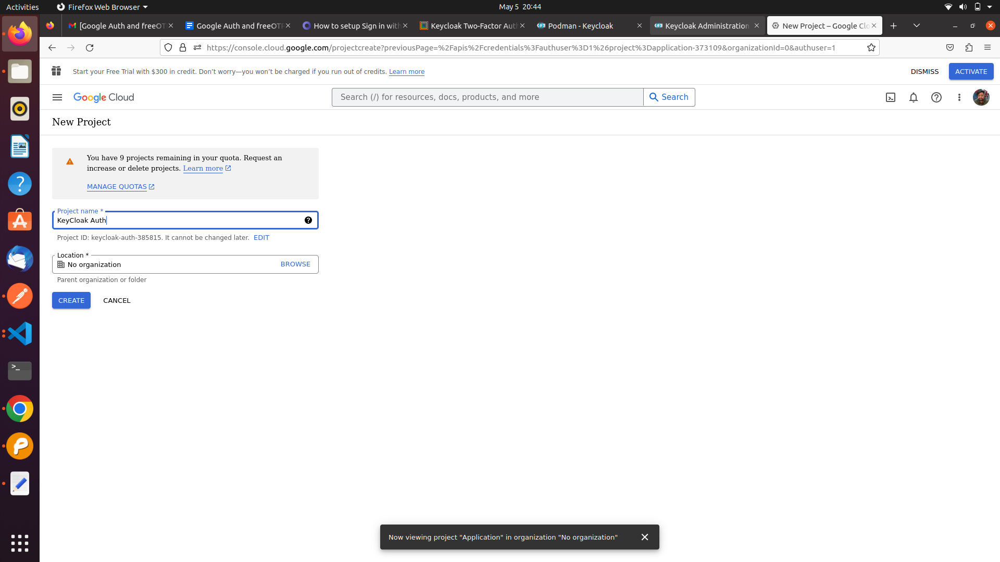 Activities
Firefox Web Browser
May 5 20:44
[Google Auth and freeOT
Google Auth and freeOTP
How to setup Sign in with
Keycloak Two-Factor Auth
Podman - Keycloak
Keycloak Administration
New Project – Google Clo
https://console.cloud.google.com/projectcreate?previousPage=%2Fapis%2Fcredentials%3Fauthuser%3D1%26project%3Dapplication-373109&organizationId=0&authuser=1
Start your Free Trial with $300 in credit. Don’t worry—you won’t be charged if you run out of credits. Learn more
DISMISS
ACTIVATE
Google Cloud
Search (/) for resources, docs, products, and more
Search
New Project
You have 9 projects remaining in your quota. Request an
increase or delete projects. Learn more
MANAGE QUOTAS
Project name *
KeyCloak Auth
Project ID: keycloak-auth-385815. It cannot be changed later. EDIT
Location *
No organization
BROWSE
Parent organization or folder
CREATE
CANCEL
Now viewing project "Application" in organization "No organization"